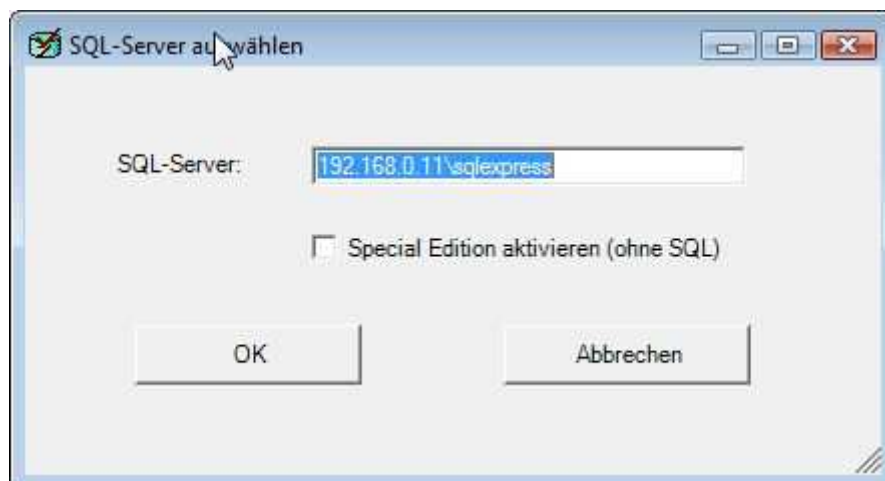 SQL-Server auswählen
SQL-Server: 192.168.0.11\sqlexpress
Special Edition aktivieren (ohne SQL)
OK Abbrechen